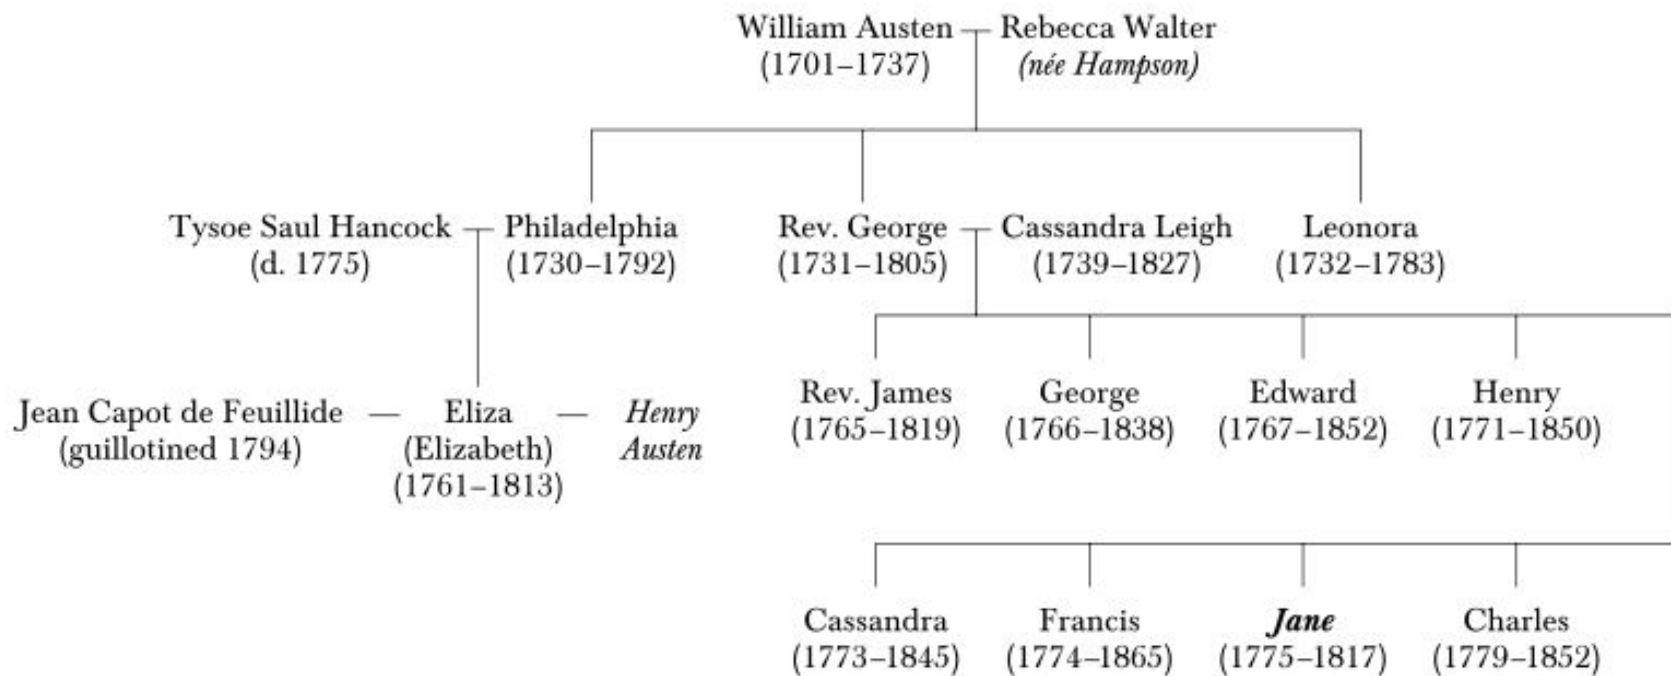 William Austen — Rebecca Walter
(1701–1737) (née Hampson)
Tysoe Saul Hancock — Philadelphia Rev. George — Cassandra Leigh Leonora
(d. 1775) (1730–1792) (1731–1805) (1739–1827) (1732–1783)
Rev. James George Edward Henry
(1765–1819) (1766–1838) (1767–1852) (1771–1850)
Jean Capot de Feuillide — Eliza — Henry
(guillotined 1794) (Elizabeth) Austen
(1761–1813)
Cassandra Francis Jane Charles
(1773–1845) (1774–1865) (1775–1817) (1779–1852)